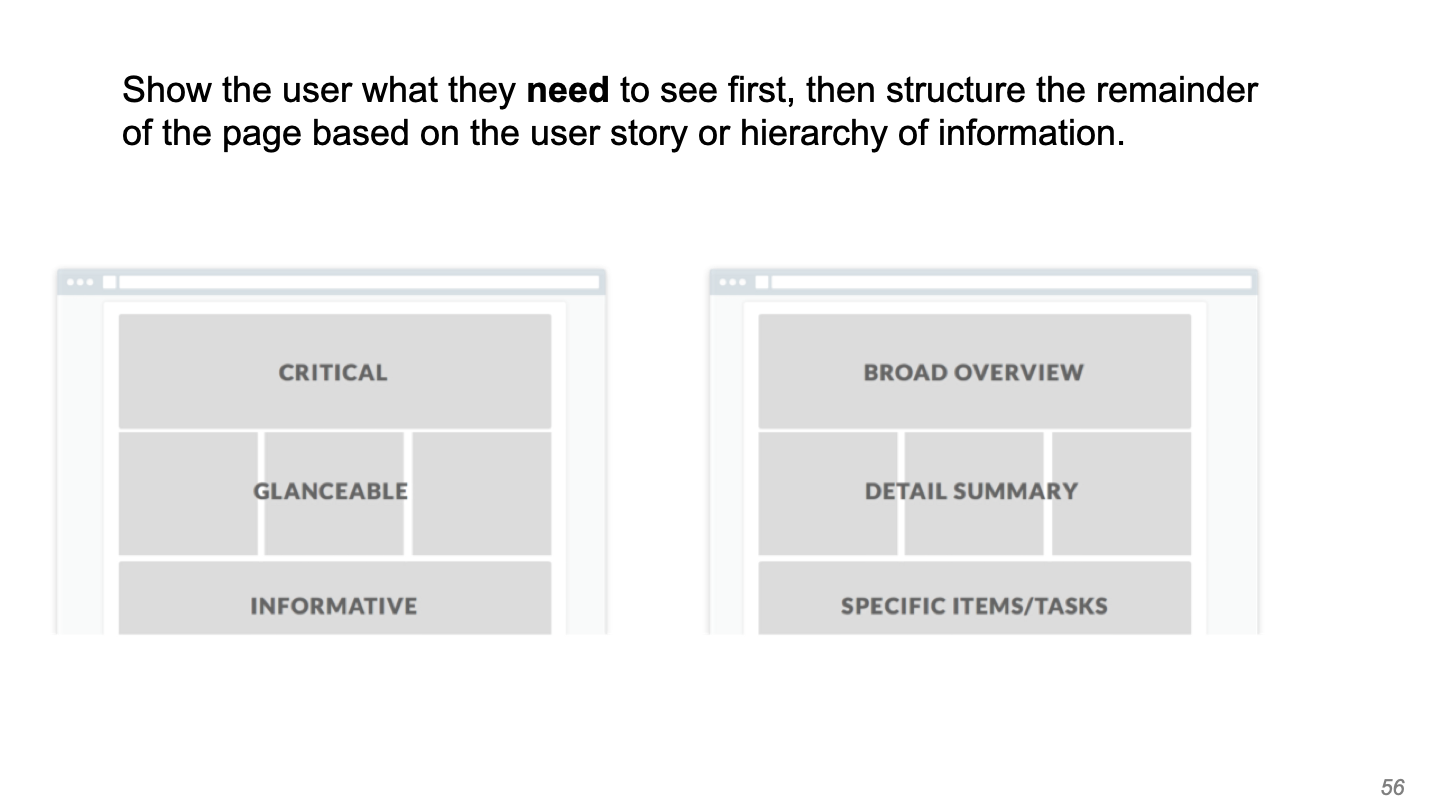 Show the user what they need to see first, then structure the remainder
of the page based on the user story or hierarchy of information.
CRITICAL
GLANCEABLE
INFORMATIVE
BROAD OVERVIEW
DETAIL SUMMARY
SPECIFIC ITEMS/TASKS
56